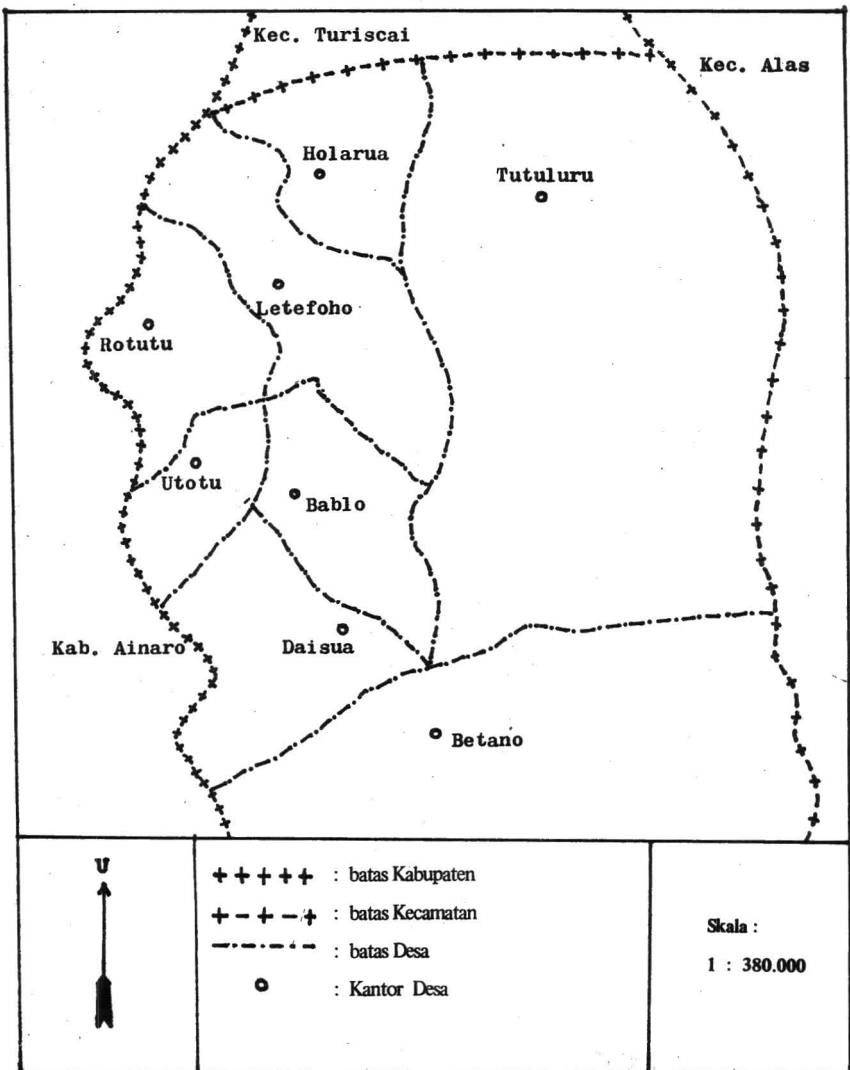 Kec. Turiscai
Kec. Alas
Holarua
Tutuluru
Letefoho
Rotutu
Utotu
Bablo
Kab. Ainaro
Daisua
Betano
U
: batas Kabupaten
: batas Kecamatan
: batas Desa
: Kantor Desa
Skala :
1 : 380.000